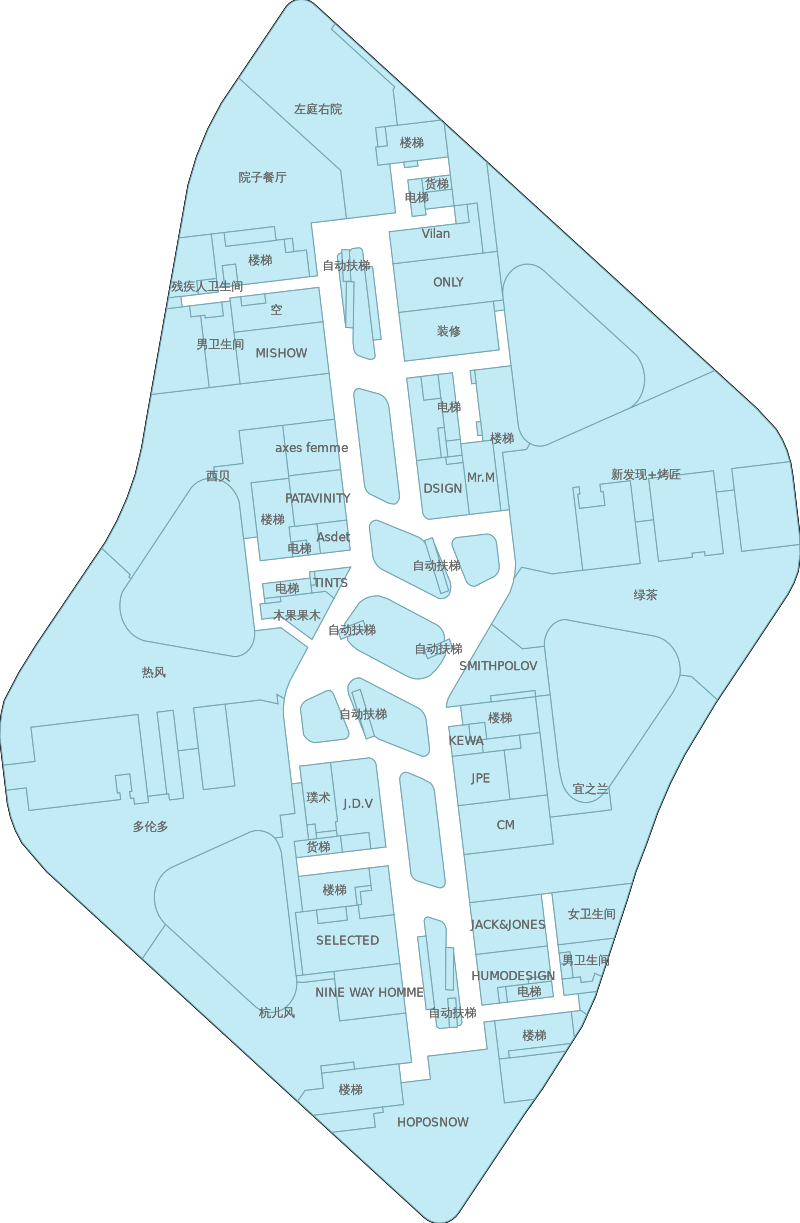 左庭右院
楼梯
院子餐厅
货梯
电梯
Vilan
楼梯
自动扶梯
残疾人卫生间
ONLY
空
装修
男卫生间
MISHOW
电梯
楼梯
axes femme
西贝
新发现+烤匠
Mr.M
DSIGN
PATAVINITY
楼梯
Asdet
电梯
自动扶梯
TINTS
电梯
绿茶
木果果木
自动扶梯
自动扶梯
SMITHPOLOV
热风
自动扶梯
楼梯
KEWA
JPE
宜之兰
璞术
J.D.V
CM
多伦多
货梯
楼梯
女卫生间
JACK&JONES
SELECTED
男卫生间
HUMODESIGN
电梯
NINE WAY HOMME
杭儿风
自动扶梯
楼梯
楼梯
HOPOSNOW